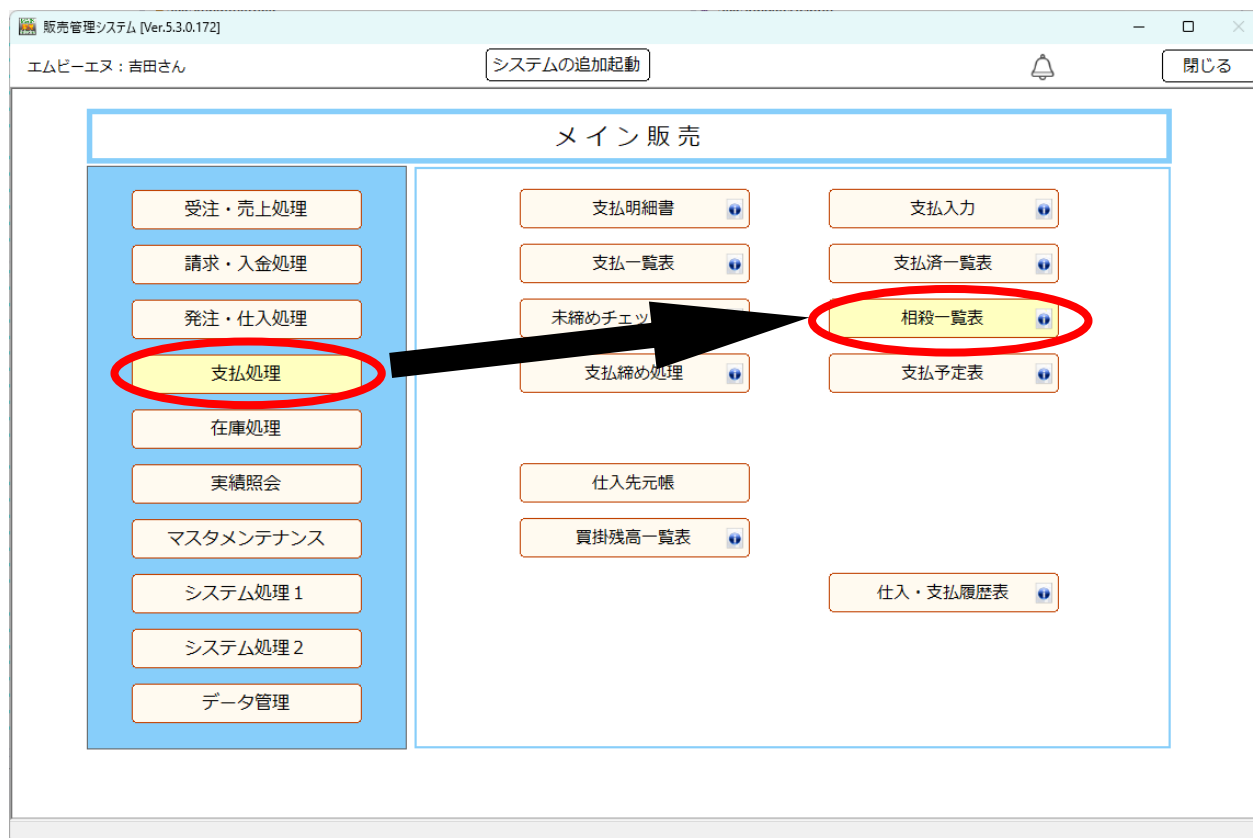 販売管理システム [Ver.5.3.0.172]
エムビーエヌ：吉田さん
システムの追加起動
閉じる
メイン販売
受注・売上処理
請求・入金処理
発注・仕入処理
支払処理
在庫処理
実績照会
マスタメンテナンス
システム処理１
システム処理２
データ管理
支払明細書
支払一覧表
未締めチェッ
支払締め処理
仕入先元帳
買掛残高一覧表
支払入力
支払済一覧表
相殺一覧表
支払予定表
仕入・支払履歴表